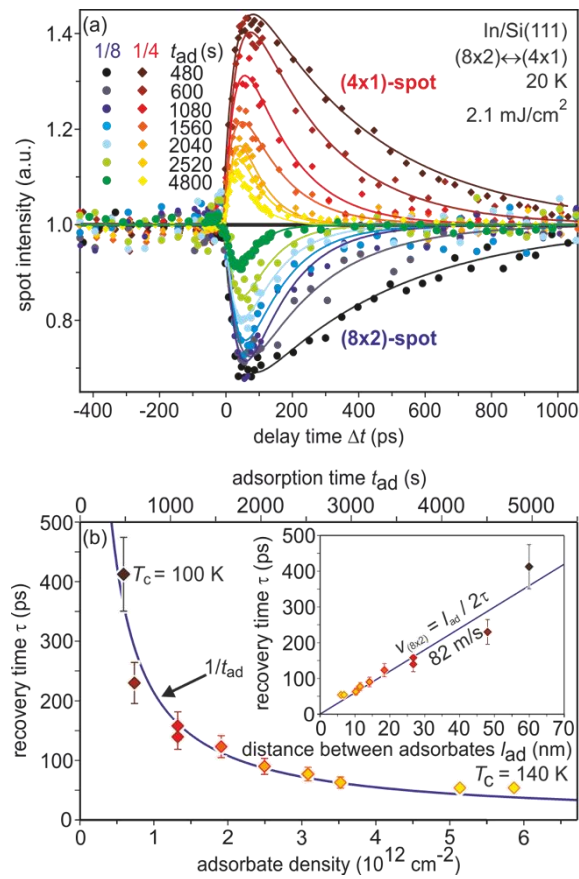 (a)
In/Si(111)
(8x2)↔(4x1)
20 K
2.1 mJ/cm²
1/8 1/4 t_ad (s)
480
600
1080
1560
2040
2520
4800
(4x1)-spot
(8x2)-spot
1.4
1.2
1.0
0.8
spot intensity (a.u.)
-400 -200 0 200 400 600 800 1000
delay time Δt (ps)
adsorption time t_ad (s)
0 1000 2000 3000 4000 5000
(b)
500
400
300
200
100
0
recovery time τ (ps)
T_c = 100 K
1/t_ad
500
400
300
200
100
0
recovery time τ (ps)
v_(8x2) = l_ad / 2τ
82 m/s
0 10 20 30 40 50 60 70
distance between adsorbates l_ad (nm)
T_c = 140 K
0 1 2 3 4 5 6
adsorbate density (10¹² cm⁻²)